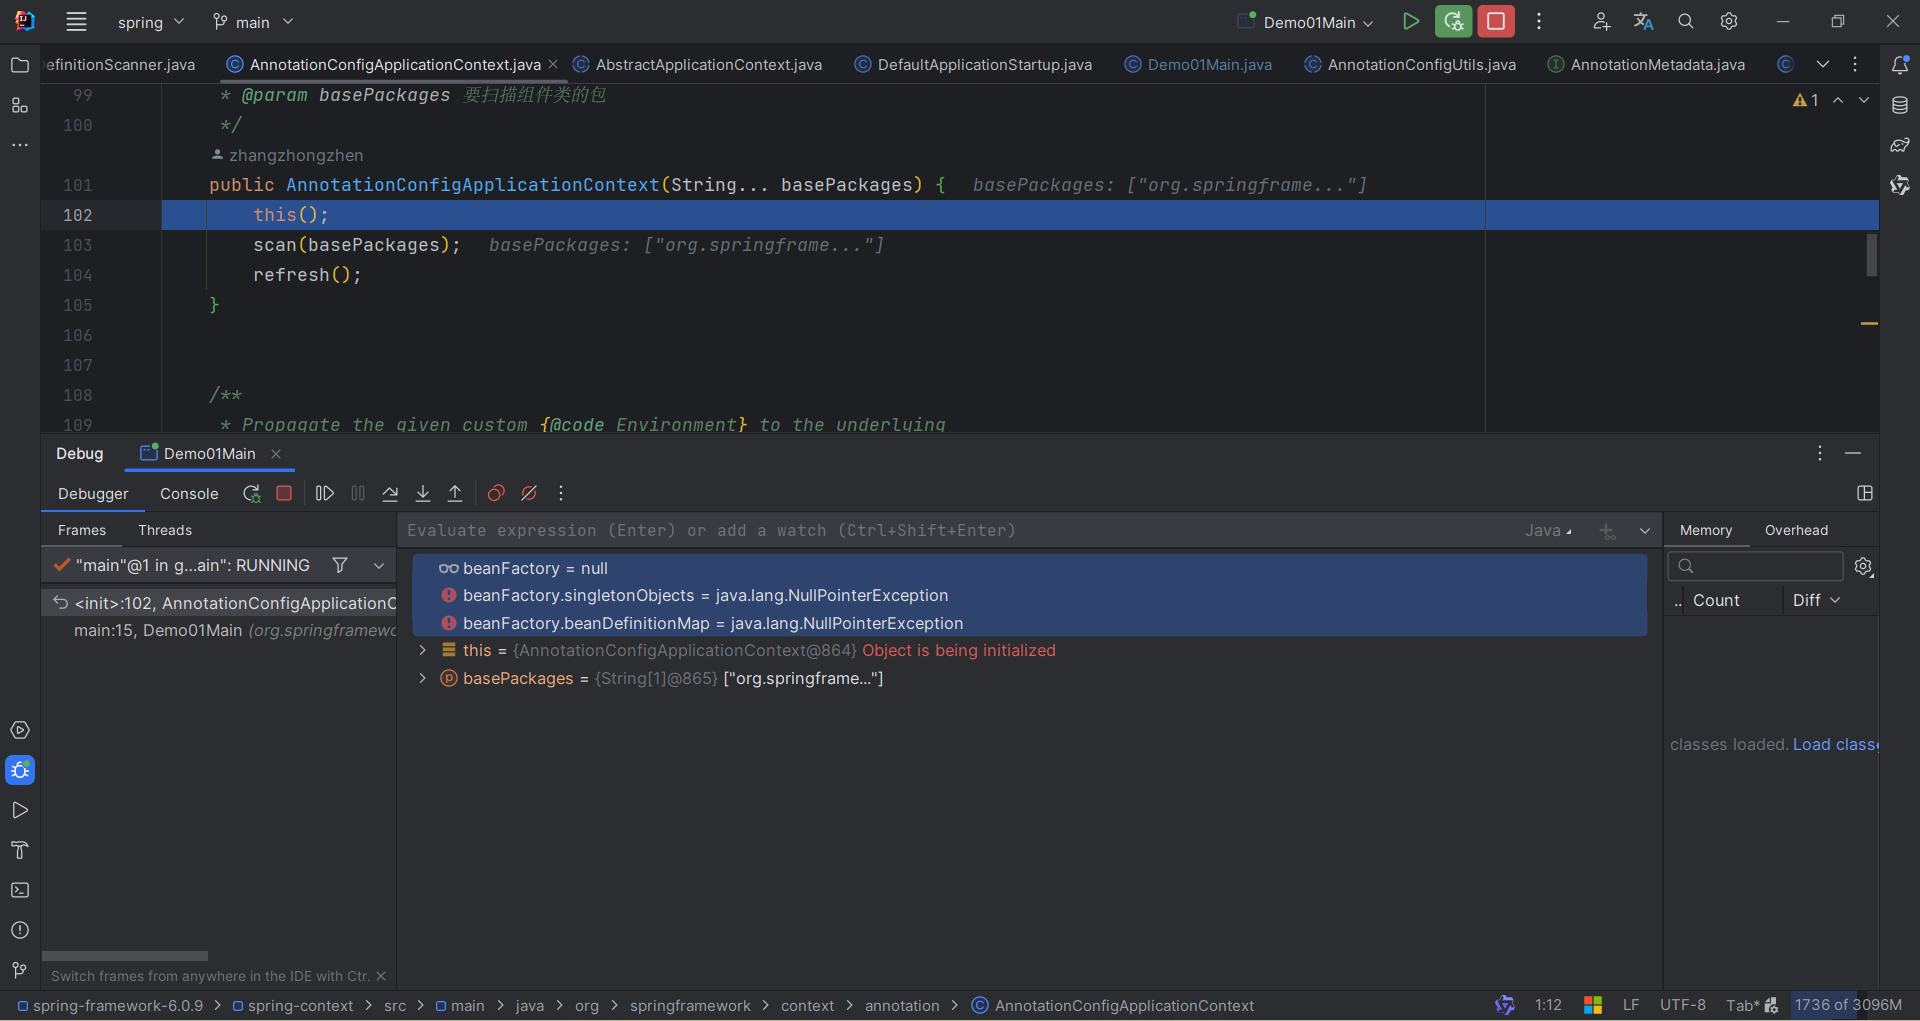 spring
main
Demo01Main
efinitionScanner.java
AnnotationConfigApplicationContext.java
AbstractApplicationContext.java
DefaultApplicationStartup.java
Demo01Main.java
AnnotationConfigUtils.java
AnnotationMetadata.java
99 * @param basePackages 要扫描组件类的包
1
100 */
zhangzhongzhen
101 public AnnotationConfigApplicationContext(String... basePackages) { basePackages: ["org.springframe..."]
102 this();
103 scan(basePackages); basePackages: ["org.springframe..."]
104 refresh();
105 }
106
107
108 /**
109 * Propagate the given custom {@code Environment} to the underlying
Debug
Demo01Main
Debugger
Console
Frames
Threads
Evaluate expression (Enter) or add a watch (Ctrl+Shift+Enter)
Java
Memory
Overhead
"main"@1 in g...ain": RUNNING
<init>:102, AnnotationConfigApplicationC
main:15, Demo01Main (org.springframewo
beanFactory = null
beanFactory.singletonObjects = java.lang.NullPointerException
beanFactory.beanDefinitionMap = java.lang.NullPointerException
this = {AnnotationConfigApplicationContext@864} Object is being initialized
basePackages = {String[1]@865} ["org.springframe..."]
.. Count Diff
classes loaded. Load classe
Switch frames from anywhere in the IDE with Ctr.
spring-framework-6.0.9 > spring-context > src > main > java > org > springframework > context > annotation > AnnotationConfigApplicationContext
1:12
LF
UTF-8
Tab*
1736 of 3096M